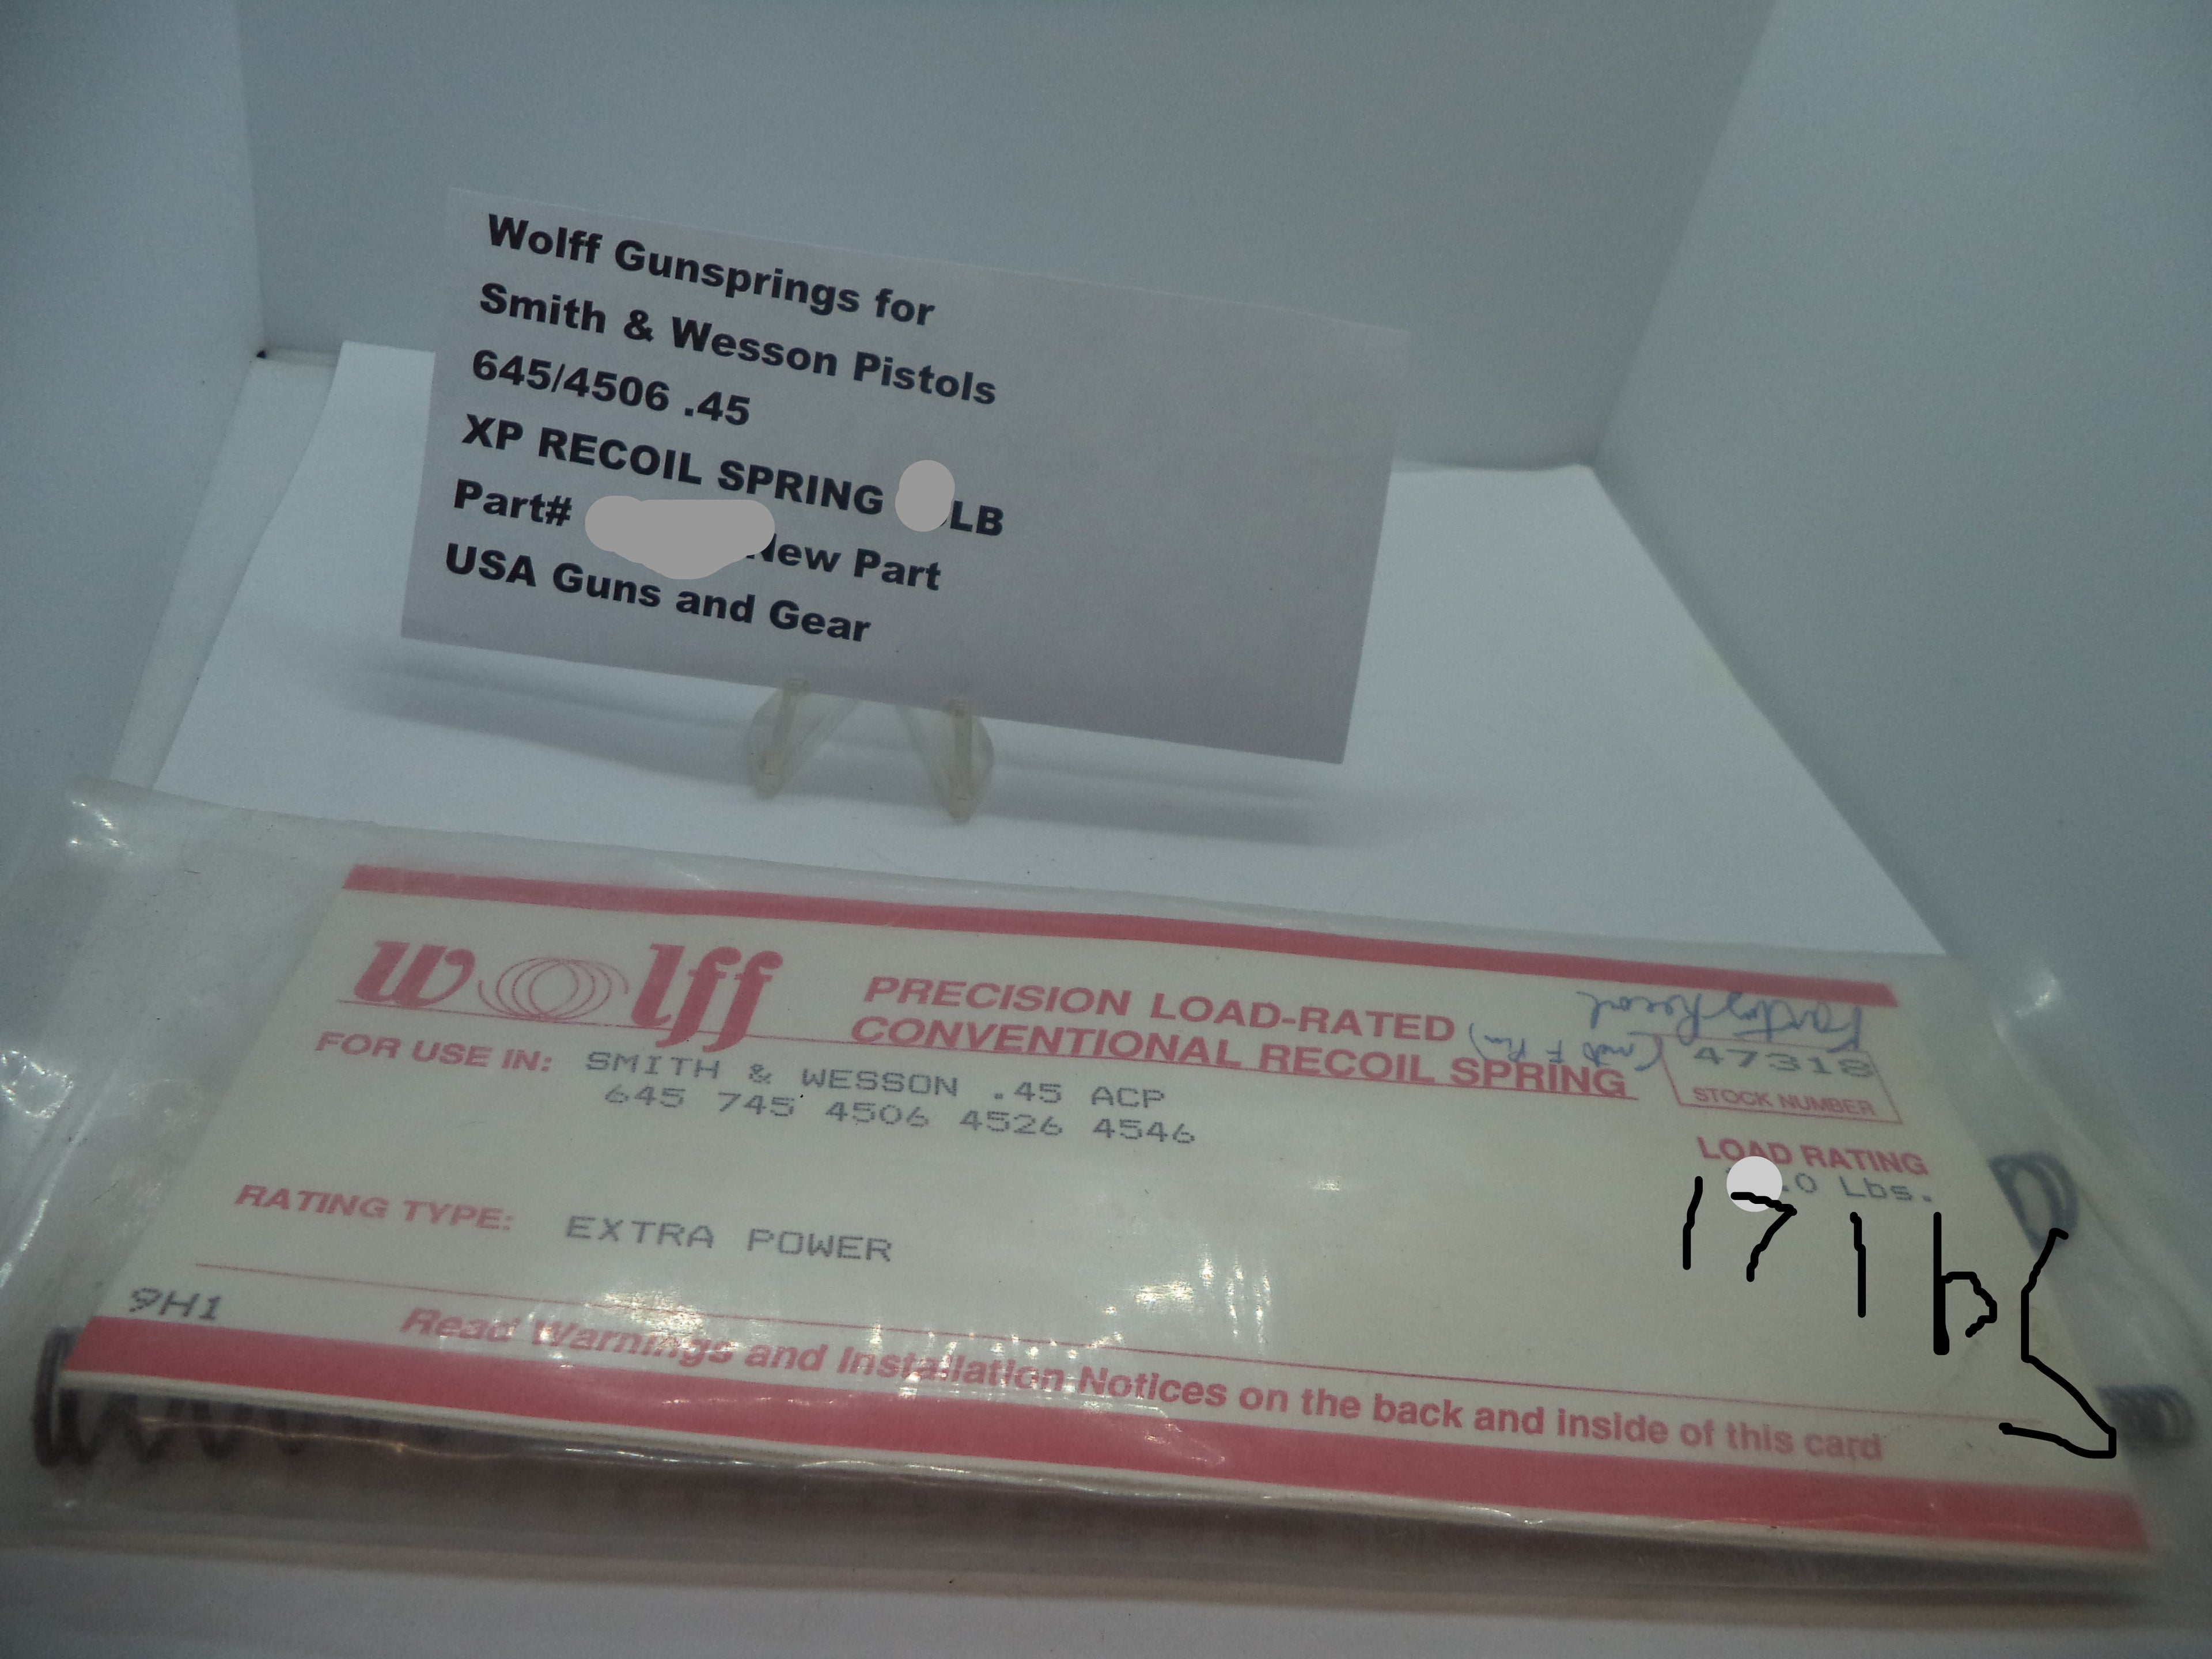 Wolff Gunsprings for
Smith & Wesson Pistols
645/4506 .45
XP RECOIL SPRING LB
Part# New Part
USA Guns and Gear
wolff
PRECISION LOAD-RATED
CONVENTIONAL RECOIL SPRING
Factory Recoil
47318
STOCK NUMBER
FOR USE IN: SMITH & WESSON .45 ACP
645 745 4506 4526 4546
LOAD RATING
.0 Lbs.
17 lbs
RATING TYPE: EXTRA POWER
9H1
Read Warnings and Installation Notices on the back and inside of this card